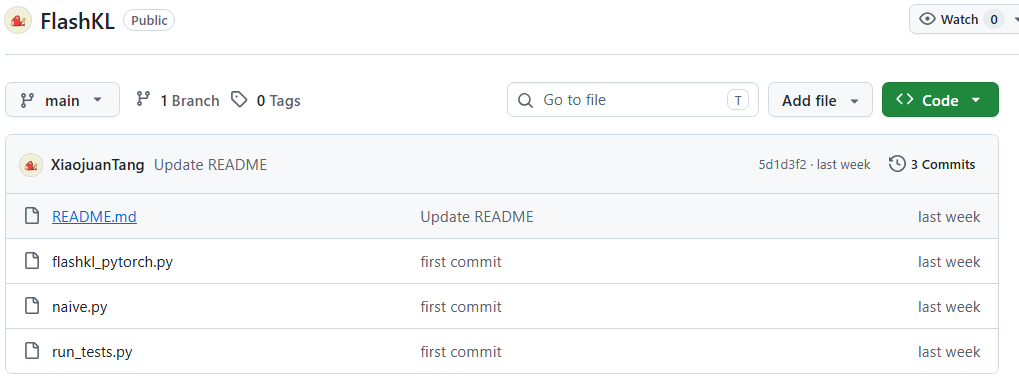 FlashKL Public Watch 0
main 1 Branch 0 Tags Go to file T Add file Code
XiaojuanTang Update README 5d1d3f2 · last week 3 Commits
README.md Update README last week
flashkl_pytorch.py first commit last week
naive.py first commit last week
run_tests.py first commit last week